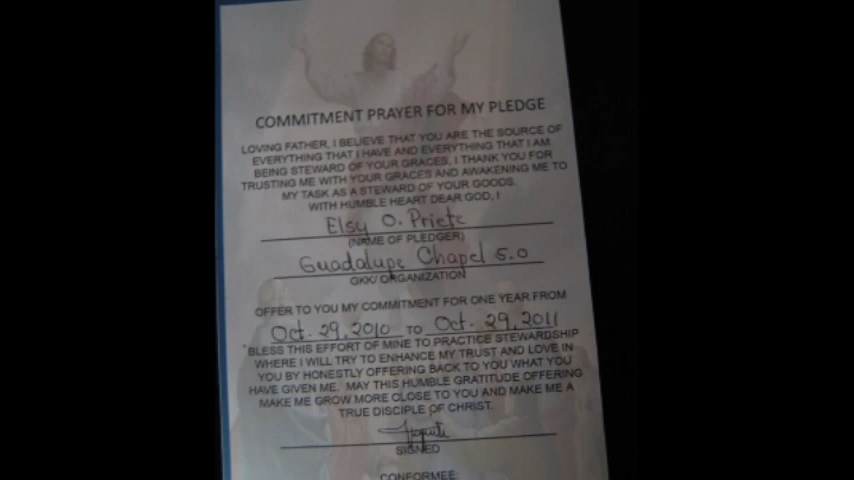 COMMITMENT PRAYER FOR MY PLEDGE
LOVING FATHER, I BELIEVE THAT YOU ARE THE SOURCE OF
EVERYTHING THAT I HAVE AND EVERYTHING THAT I AM.
BEING STEWARD OF YOUR GRACES, I THANK YOU FOR
TRUSTING ME WITH YOUR GRACES AND AWAKENING ME TO
MY TASK AS A STEWARD OF YOUR GOODS.
WITH HUMBLE HEART DEAR GOD, I
Elsy O. Priete
(NAME OF PLEDGER)
Guadalupe Chapel S.O
GKK/ ORGANIZATION
OFFER TO YOU MY COMMITMENT FOR ONE YEAR FROM
Oct. 29, 2010 TO Oct. 29, 2011
BLESS THIS EFFORT OF MINE TO PRACTICE STEWARDSHIP
WHERE I WILL TRY TO ENHANCE MY TRUST AND LOVE IN
YOU BY HONESTLY OFFERING BACK TO YOU WHAT YOU
HAVE GIVEN ME. MAY THIS HUMBLE GRATITUDE OFFERING
MAKE ME GROW MORE CLOSE TO YOU AND MAKE ME A
TRUE DISCIPLE OF CHRIST.
SIGNED
CONFORMEE: